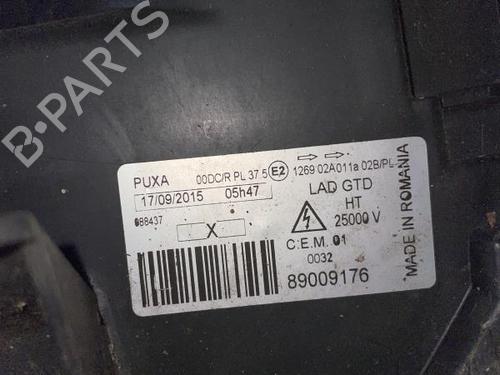 B-PARTS
PUXA 00DC/R PL 37.5 E2 1269 02A011a 02B/PL
17/09/2015 05h47
LAD GTD
088437
HT
X
25000 V
C.E.M. 01
0032
89009176
MADE IN ROMANIA